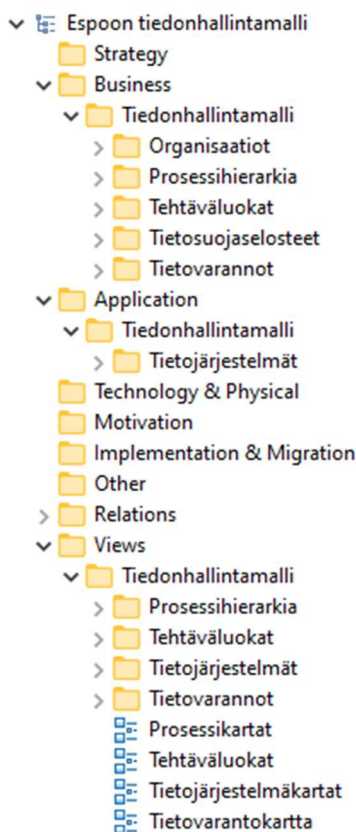 Espoon tiedonhallintamalli
Strategy
Business
Tiedonhallintamalli
Organisaatiot
Prosessihierarkia
Tehtäväluokat
Tietosuojaselosteet
Tietovarannot
Application
Tiedonhallintamalli
Tietojärjestelmät
Technology & Physical
Motivation
Implementation & Migration
Other
Relations
Views
Tiedonhallintamalli
Prosessihierarkia
Tehtäväluokat
Tietojärjestelmät
Tietovarannot
Prosessikartat
Tehtäväluokat
Tietojärjestelmäkartat
Tietovarantokartta